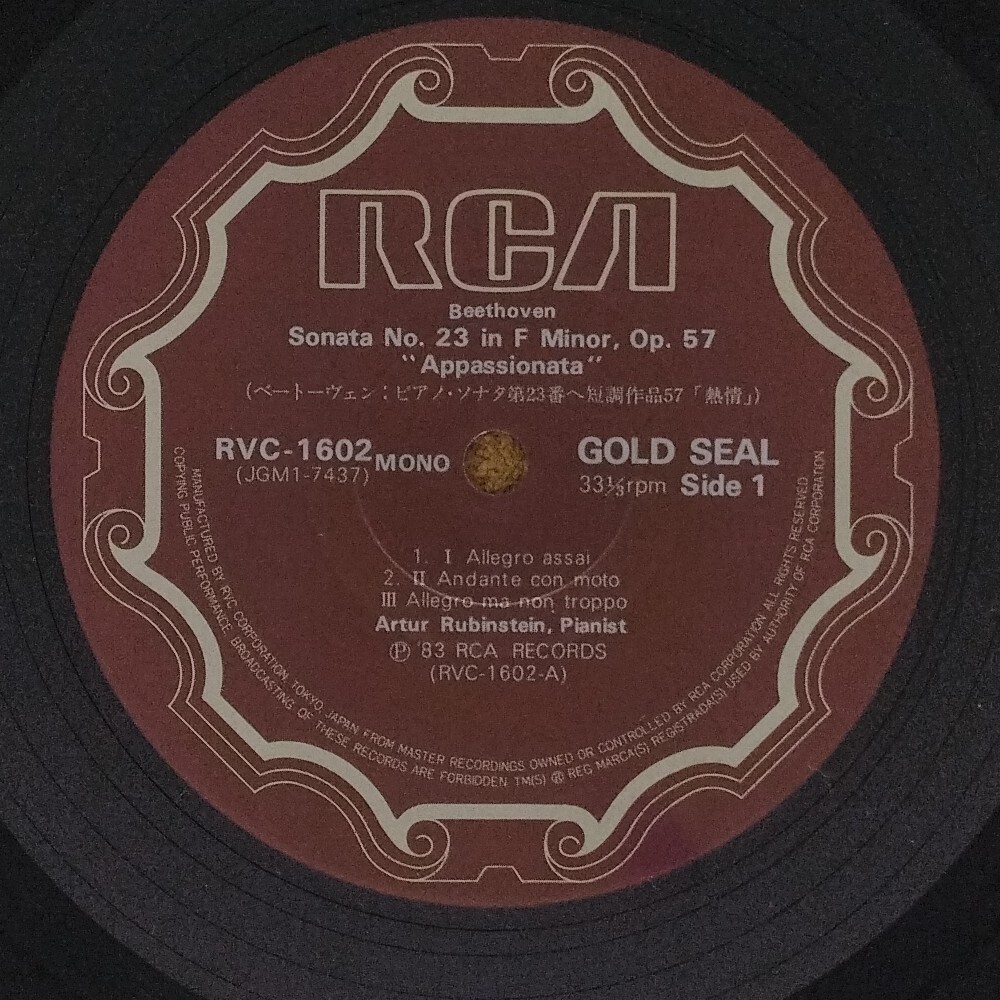 RCA
Beethoven
Sonata No. 23 in F Minor, Op. 57
"Appassionata"
(ベートーヴェン：ピアノ・ソナタ第23番ヘ短調作品57「熱情」)
RVC-1602 MONO
(JGM1-7437)
GOLD SEAL
33⅓rpm Side 1
1. I Allegro assai
2. II Andante con moto
III Allegro ma non troppo
Artur Rubinstein, Pianist
℗ '83 RCA RECORDS
(RVC-1602-A)
MANUFACTURED BY RVC CORPORATION, TOKYO, JAPAN FROM MASTER RECORDINGS OWNED OR CONTROLLED BY RCA CORPORATION ALL RIGHTS RESERVED
COPYING PUBLIC PERFORMANCE BROADCASTING OF THESE RECORDS ARE FORBIDDEN TM(S) ® REG MARCA(S) REGISTRADA(S) USED BY AUTHORITY OF RCA CORPORATION